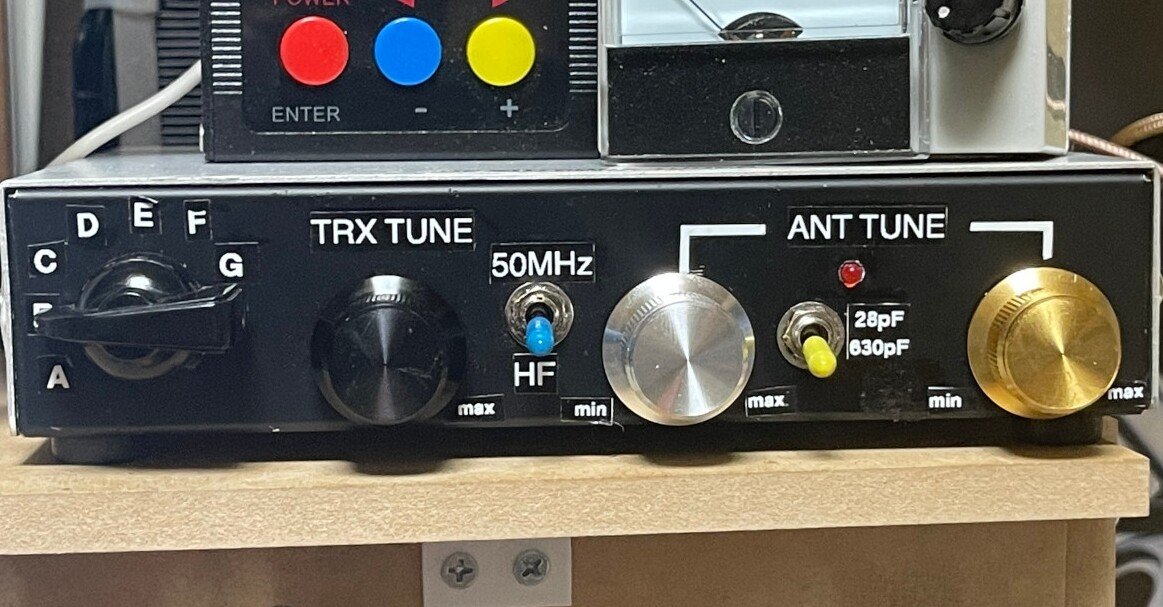 POWER
ENTER - +
A
B
C
D
E
F
G
TRX TUNE
max
50MHz
HF
ANT TUNE
28pF
630pF
min
max
min
max